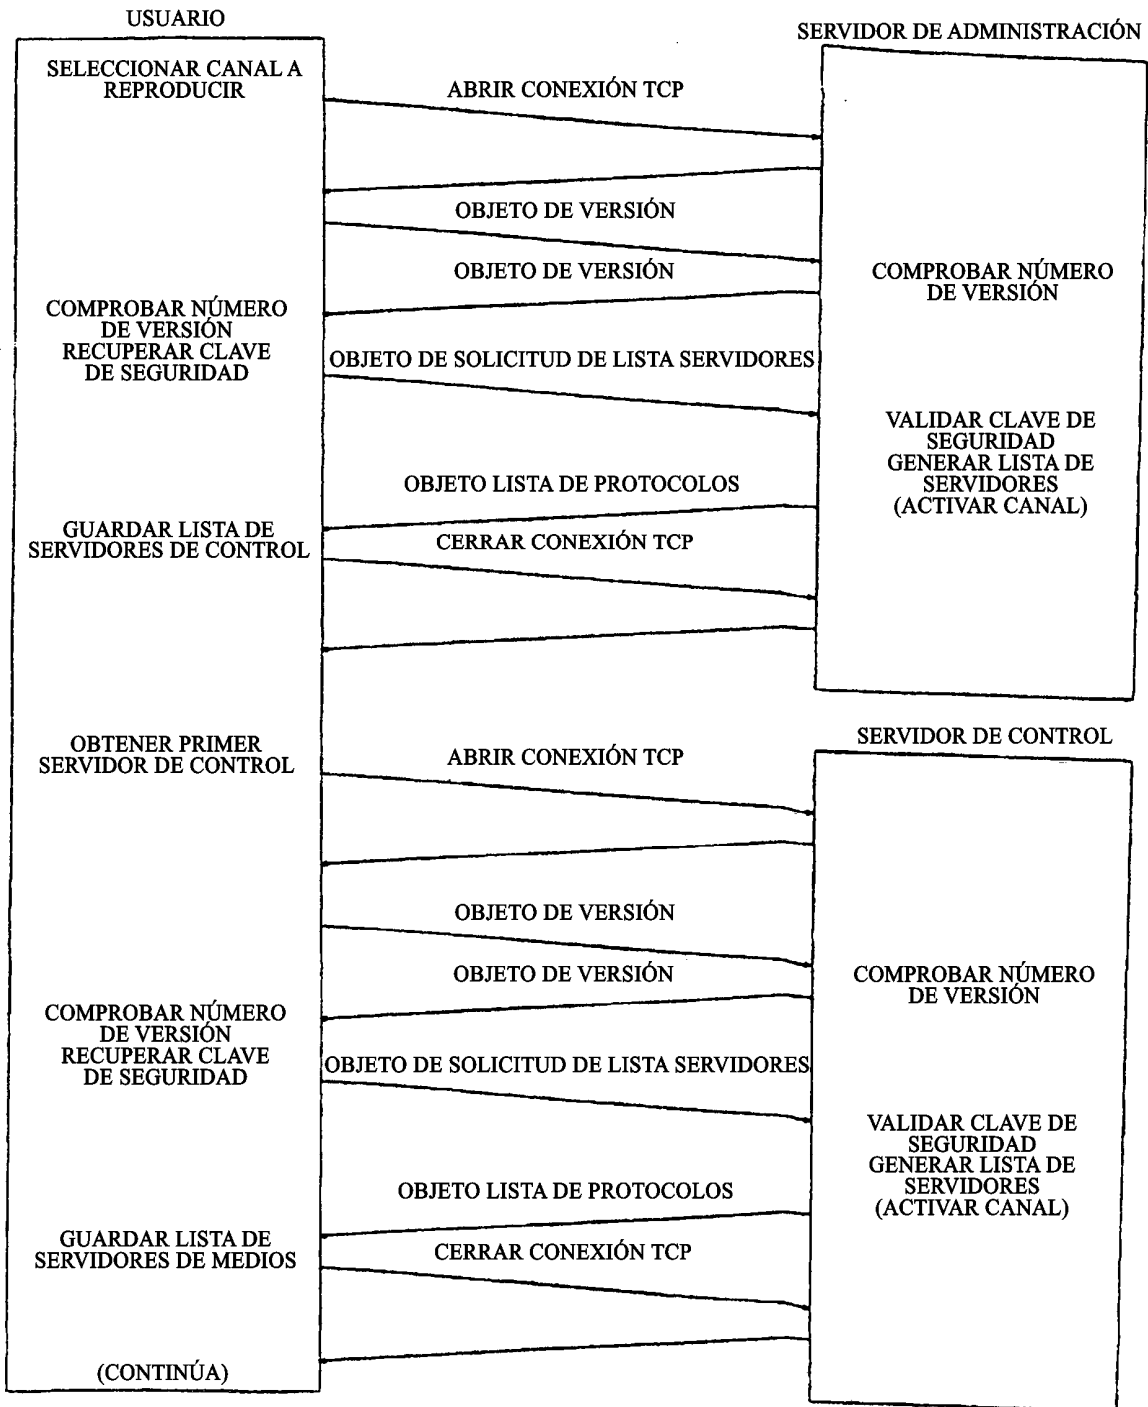 USUARIO
SERVIDOR DE ADMINISTRACIÓN
SELECCIONAR CANAL A
REPRODUCIR
ABRIR CONEXIÓN TCP
OBJETO DE VERSIÓN
OBJETO DE VERSIÓN
COMPROBAR NÚMERO
DE VERSIÓN
COMPROBAR NÚMERO
DE VERSIÓN
RECUPERAR CLAVE
DE SEGURIDAD
OBJETO DE SOLICITUD DE LISTA SERVIDORES
VALIDAR CLAVE DE
SEGURIDAD
GENERAR LISTA DE
SERVIDORES
(ACTIVAR CANAL)
OBJETO LISTA DE PROTOCOLOS
GUARDAR LISTA DE
SERVIDORES DE CONTROL
CERRAR CONEXIÓN TCP
SERVIDOR DE CONTROL
OBTENER PRIMER
SERVIDOR DE CONTROL
ABRIR CONEXIÓN TCP
OBJETO DE VERSIÓN
OBJETO DE VERSIÓN
COMPROBAR NÚMERO
DE VERSIÓN
COMPROBAR NÚMERO
DE VERSIÓN
RECUPERAR CLAVE
DE SEGURIDAD
OBJETO DE SOLICITUD DE LISTA SERVIDORES
VALIDAR CLAVE DE
SEGURIDAD
GENERAR LISTA DE
SERVIDORES
(ACTIVAR CANAL)
OBJETO LISTA DE PROTOCOLOS
GUARDAR LISTA DE
SERVIDORES DE MEDIOS
CERRAR CONEXIÓN TCP
(CONTINÚA)